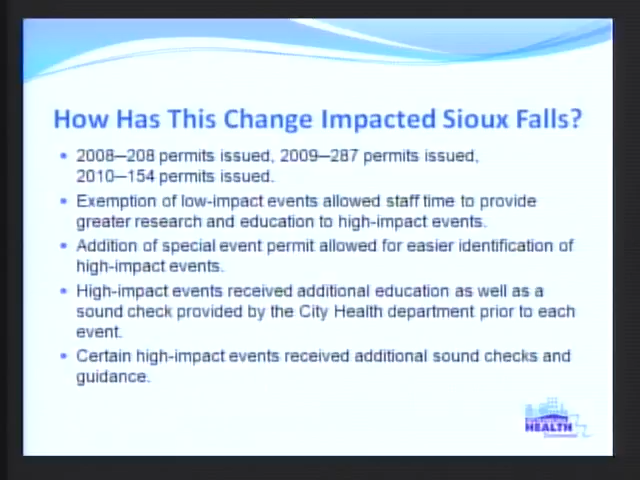 How Has This Change Impacted Sioux Falls?
• 2008—208 permits issued, 2009—287 permits issued,
2010—154 permits issued.
• Exemption of low-impact events allowed staff time to provide
greater research and education to high-impact events.
• Addition of special event permit allowed for easier identification of
high-impact events.
• High-impact events received additional education as well as a
sound check provided by the City Health department prior to each
event.
• Certain high-impact events received additional sound checks and
guidance.
HEALTH